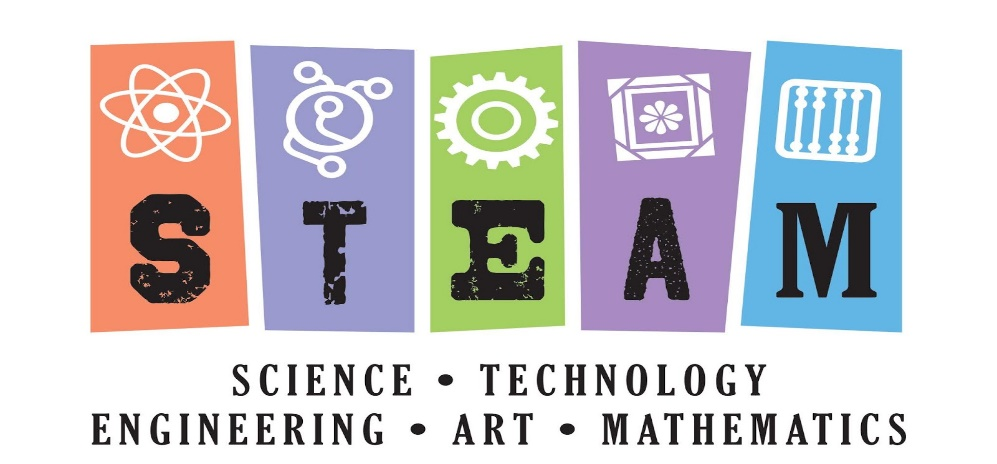 STEAM
SCIENCE • TECHNOLOGY
ENGINEERING • ART • MATHEMATICS